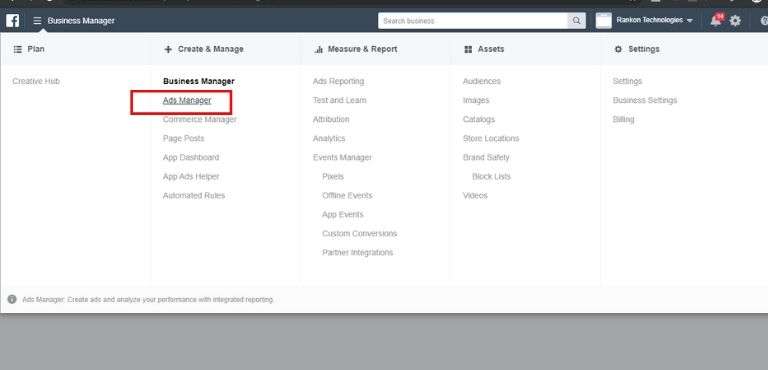 Business Manager
Search business
Rankon Technologies
Plan
Creative Hub
Create & Manage
Business Manager
Ads Manager
Commerce Manager
Page Posts
App Dashboard
App Ads Helper
Automated Rules
Measure & Report
Ads Reporting
Test and Learn
Attribution
Analytics
Events Manager
Pixels
Offline Events
App Events
Custom Conversions
Partner Integrations
Assets
Audiences
Images
Catalogs
Store Locations
Brand Safety
Block Lists
Videos
Settings
Settings
Business Settings
Billing
Ads Manager: Create ads and analyze your performance with integrated reporting.